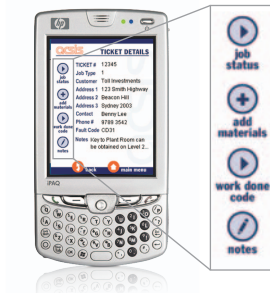 hp
acsis TICKET DETAILS
TICKET # 12345
Job Type 1
Customer Toll Investments
Address 1 123 Smith Highway
Address 2 Beacon Hill
Address 3 Sydney 2003
Contact Benny Lee
Phone # 8789 3542
Fault Code CD31
Notes Key to Plant Room can
be obtained on Level 2...
job
status
add
materials
work done
code
notes
back
main menu
iPAQ
job
status
add
materials
work done
code
notes